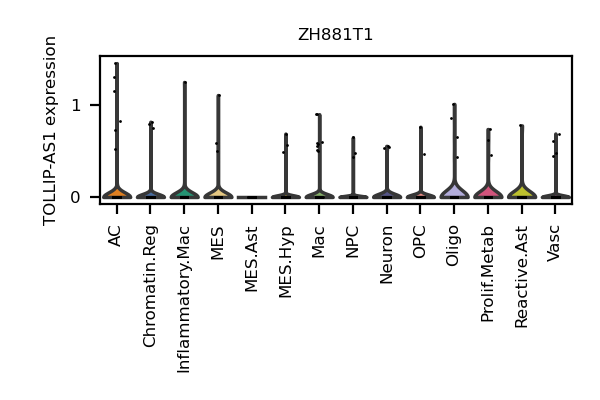 ZH881T1
TOLLIP-AS1 expression
1
0
AC
Chromatin.Reg
Inflammatory.Mac
MES
MES.Ast
MES.Hyp
Mac
NPC
Neuron
OPC
Oligo
Prolif.Metab
Reactive.Ast
Vasc